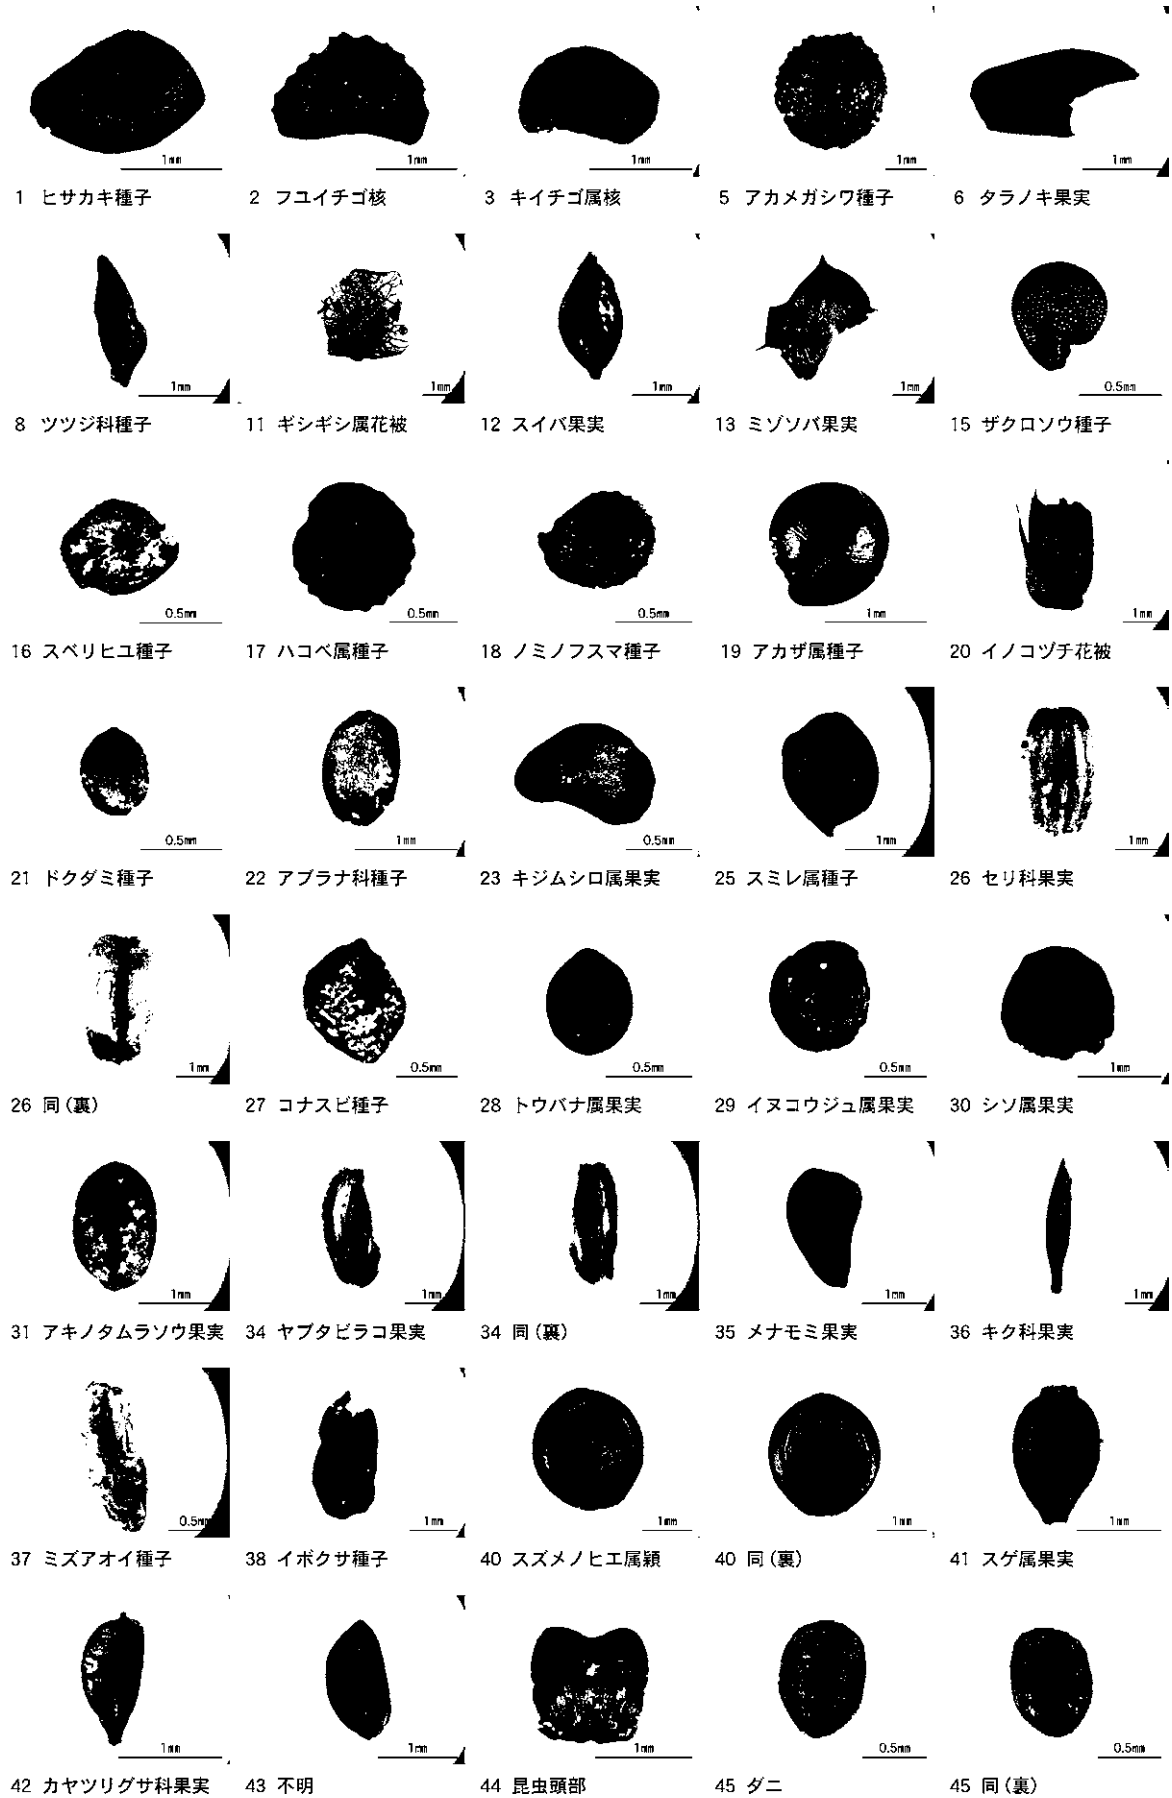 1mm 1mm 1mm 1mm 1mm
1 ヒサカキ種子 2 フユイチゴ核 3 キイチゴ属核 5 アカメガシワ種子 6 タラノキ果実
1mm 1mm 1mm 1mm 0.5mm
8 ツツジ科種子 11 ギシギシ属花被 12 スイバ果実 13 ミゾソバ果実 15 ザクロソウ種子
0.5mm 0.5mm 0.5mm 1mm 1mm
16 スベリヒユ種子 17 ハコベ属種子 18 ノミノフスマ種子 19 アカザ属種子 20 イノコヅチ花被
0.5mm 1mm 0.5mm 1mm 1mm
21 ドクダミ種子 22 アブラナ科種子 23 キジムシロ属果実 25 スミレ属種子 26 セリ科果実
1mm 0.5mm 0.5mm 0.5mm 1mm
26 同(裏) 27 コナスビ種子 28 トウバナ属果実 29 イヌコウジュ属果実 30 シソ属果実
1mm 1mm 1mm 1mm 1mm
31 アキノタムラソウ果実 34 ヤブタビラコ果実 34 同(裏) 35 メナモミ果実 36 キク科果実
0.5mm 1mm 1mm 1mm 1mm
37 ミズアオイ種子 38 イボクサ種子 40 スズメノヒエ属穎 40 同(裏) 41 スゲ属果実
1mm 1mm 1mm 0.5mm 0.5mm
42 カヤツリグサ科果実 43 不明 44 昆虫頭部 45 ダニ 45 同(裏)